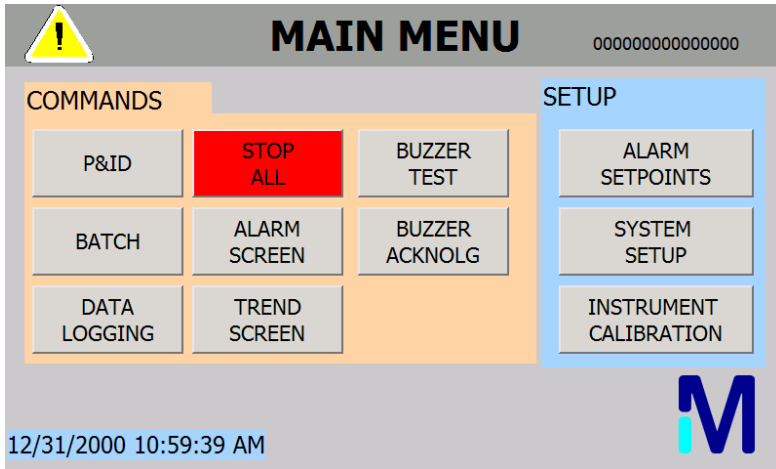 !
MAIN MENU
000000000000000
COMMANDS
P&ID
STOP
ALL
BUZZER
TEST
BATCH
ALARM
SCREEN
BUZZER
ACKNOLG
DATA
LOGGING
TREND
SCREEN
SETUP
ALARM
SETPOINTS
SYSTEM
SETUP
INSTRUMENT
CALIBRATION
12/31/2000 10:59:39 AM
M